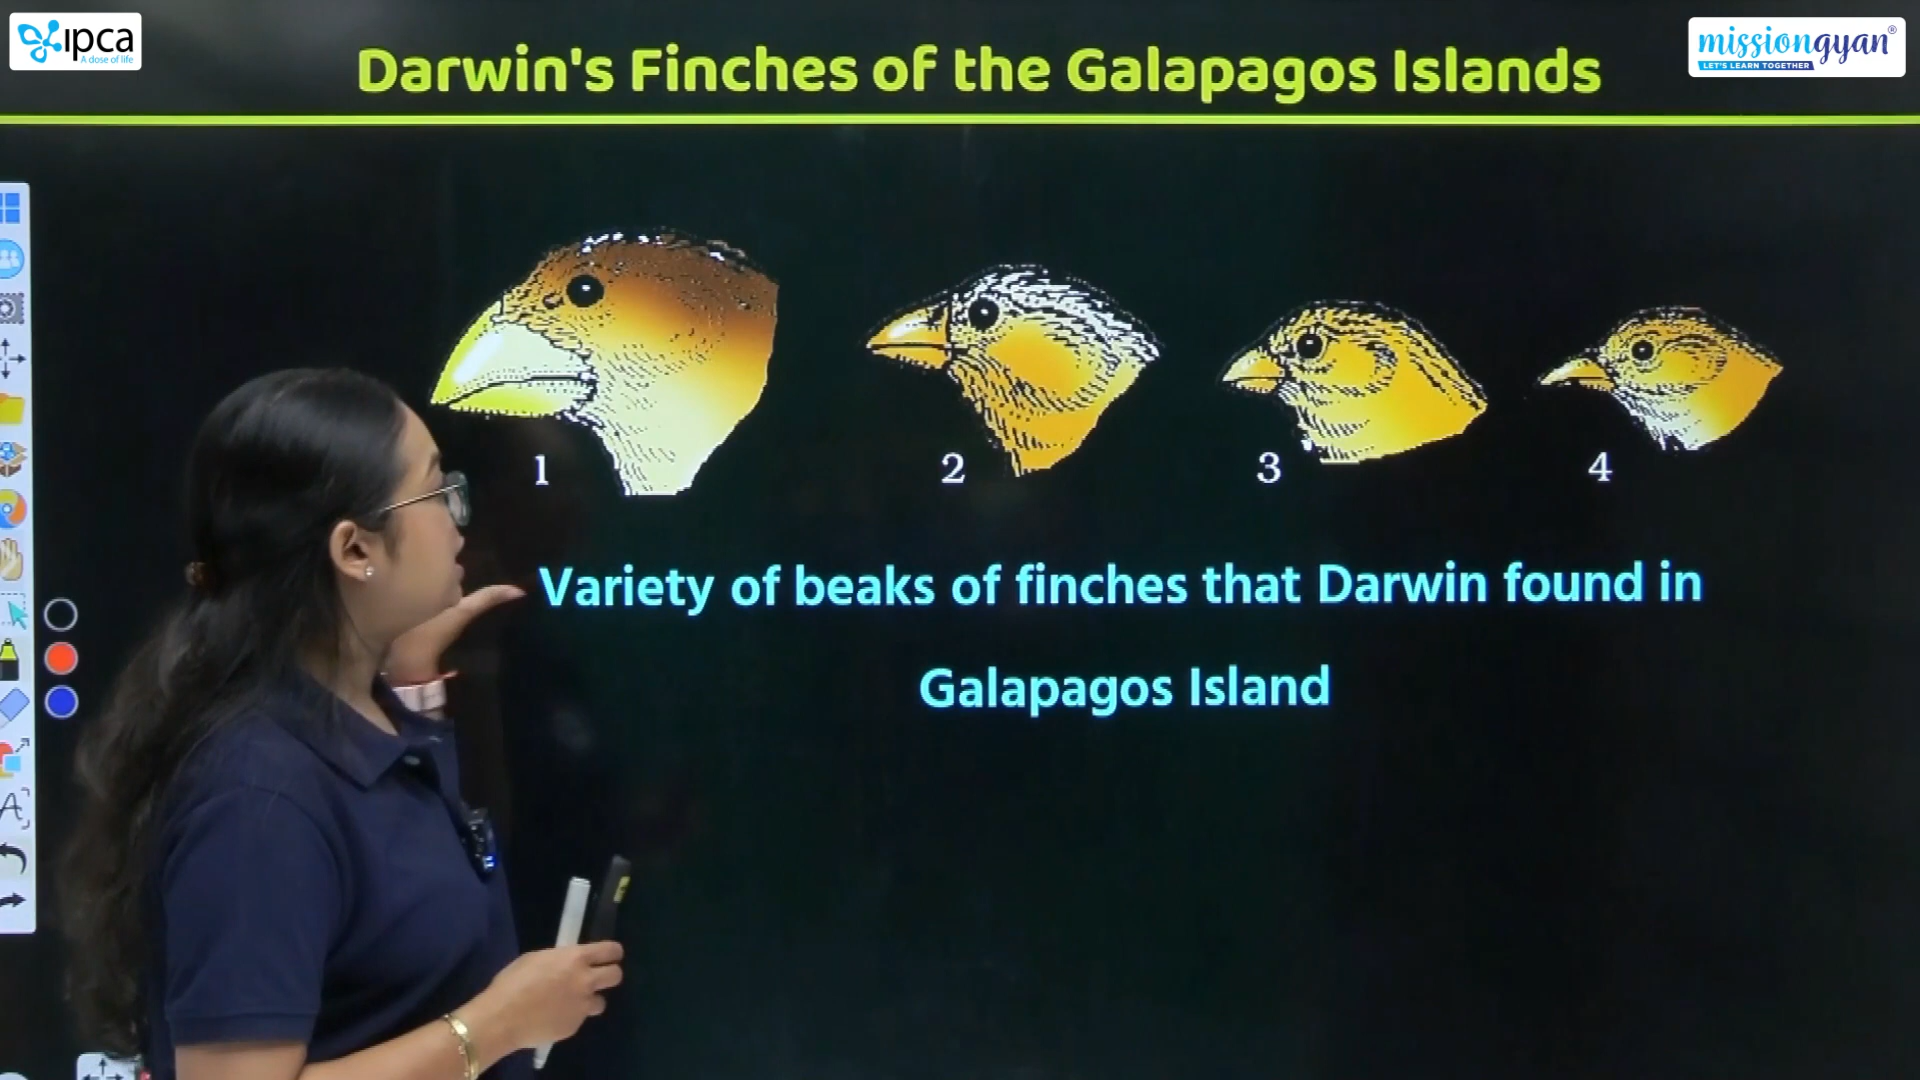 ipca
A dose of life
Darwin's Finches of the Galapagos Islands
missiongyan®
LET'S LEARN TOGETHER
1
2
3
4
Variety of beaks of finches that Darwin found in
Galapagos Island
A